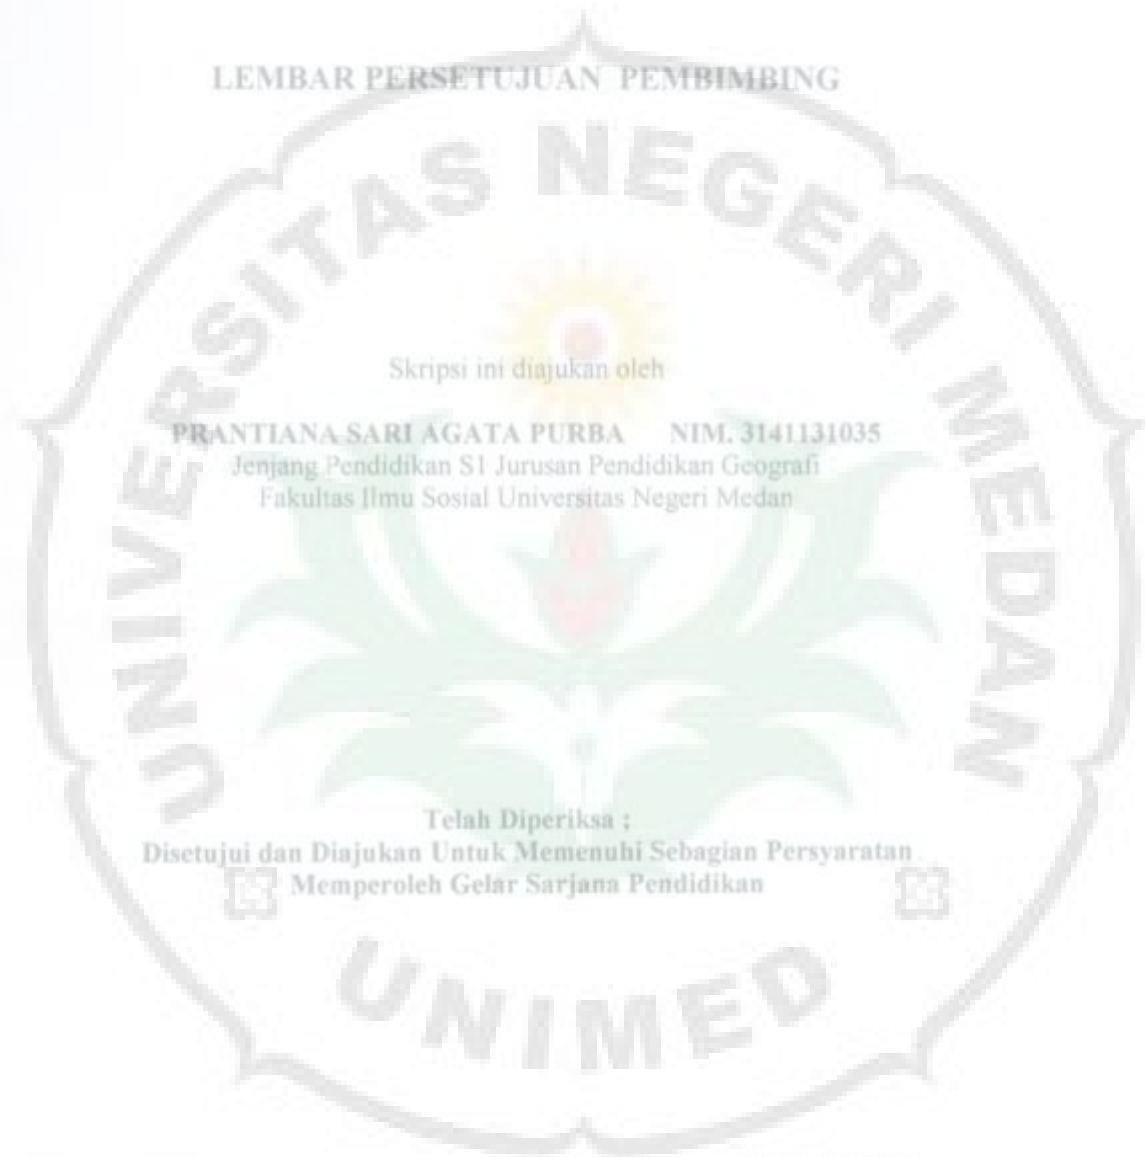 LEMBAR PERSETUJUAN PEMBIMBING
UNIVERSITAS NEGERI MEDAN
Skripsi ini diajukan oleh
PRANTIANA SARI AGATA PURBA NIM. 3141131035
Jenjang Pendidikan S1 Jurusan Pendidikan Geografi
Fakultas Ilmu Sosial Universitas Negeri Medan
Telah Diperiksa ;
Disetujui dan Diajukan Untuk Memenuhi Sebagian Persyaratan
Memperoleh Gelar Sarjana Pendidikan
UNIMED